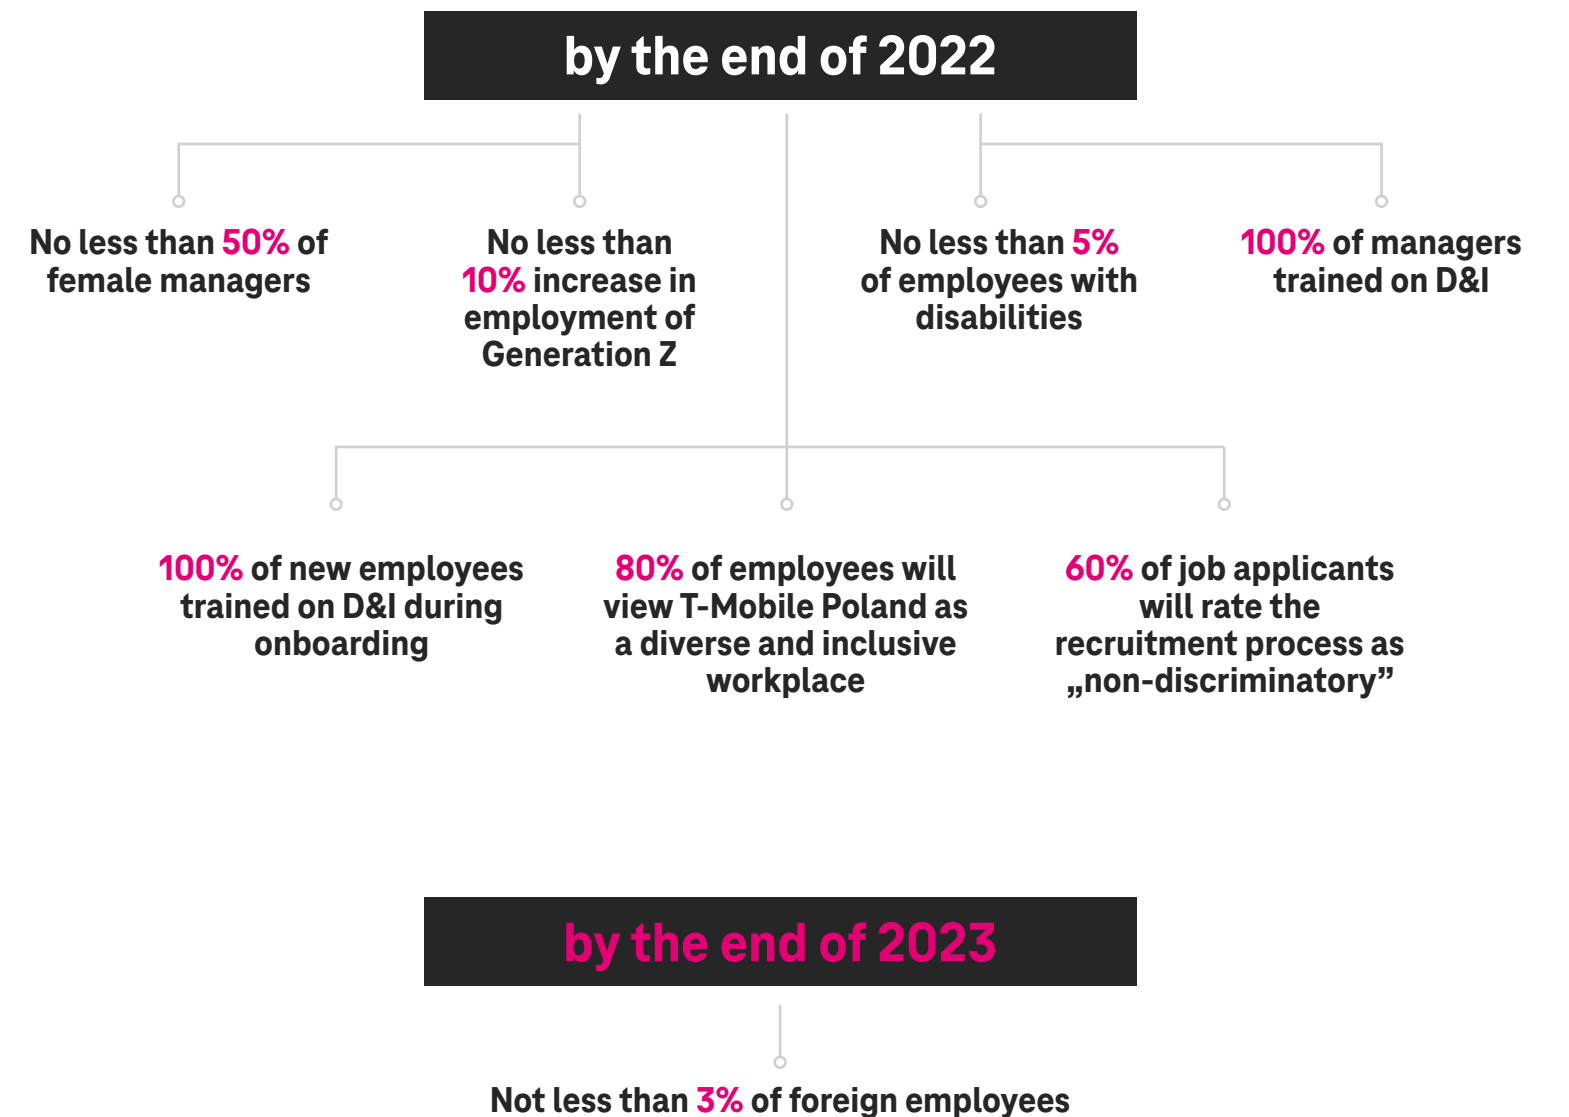 by the end of 2022
No less than 50% of
female managers
No less than
10% increase in
employment of
Generation Z
No less than 5%
of employees with
disabilities
100% of managers
trained on D&I
100% of new employees
trained on D&I during
onboarding
80% of employees will
view T-Mobile Poland as
a diverse and inclusive
workplace
60% of job applicants
will rate the
recruitment process as
„non-discriminatory”
by the end of 2023
Not less than 3% of foreign employees